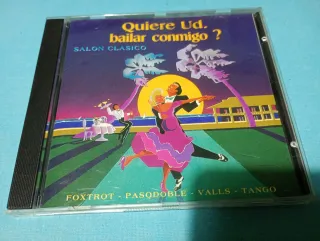 Quiere Ud.
bailar conmigo ?
SALON CLASICO
FOXTROT - PASODOBLE - VALLS - TANGO